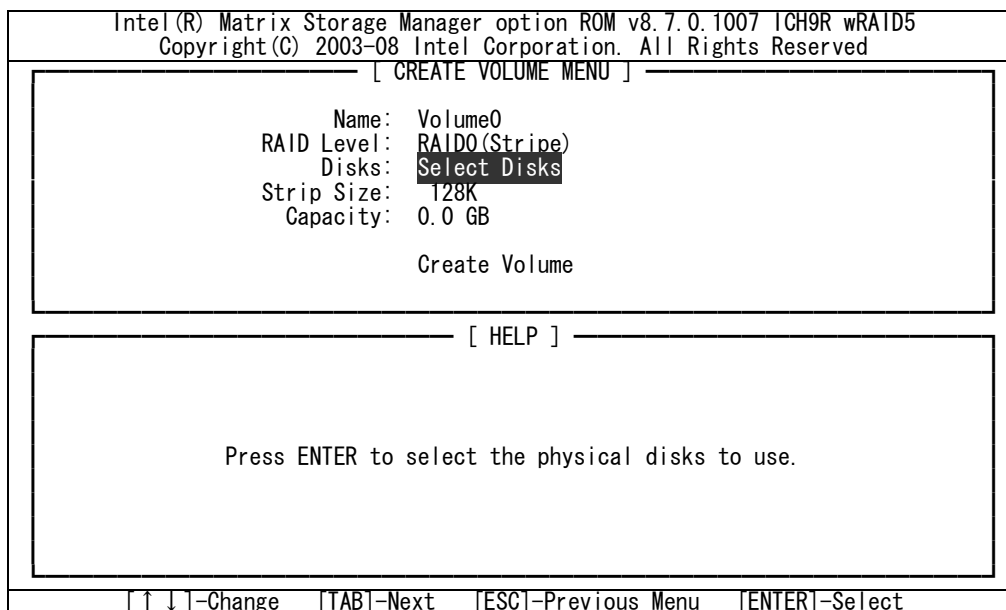 Intel(R) Matrix Storage Manager option ROM v8.7.0.1007 ICH9R wRAID5
Copyright(C) 2003-08 Intel Corporation. All Rights Reserved
[ CREATE VOLUME MENU ]
Name: Volume0
RAID Level: RAID0(Stripe)
Disks: Select Disks
Strip Size: 128K
Capacity: 0.0 GB
Create Volume
[ HELP ]
Press ENTER to select the physical disks to use.
[↑↓]-Change [TAB]-Next [ESC]-Previous Menu [ENTER]-Select